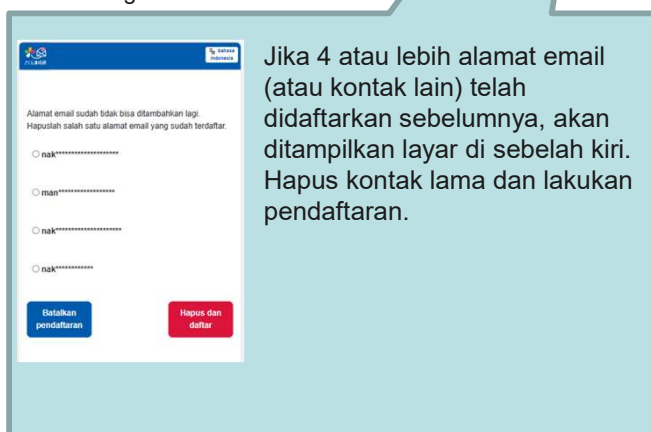 Bahasa
Indonesia
Alamat email sudah tidak bisa ditambahkan lagi.
Hapuslah salah satu alamat email yang sudah terdaftar.
nak********************
man******************
nak*********************
nak************
Batalkan
pendaftaran
Hapus dan
daftar
Jika 4 atau lebih alamat email
(atau kontak lain) telah
didaftarkan sebelumnya, akan
ditampilkan layar di sebelah kiri.
Hapus kontak lama dan lakukan
pendaftaran.